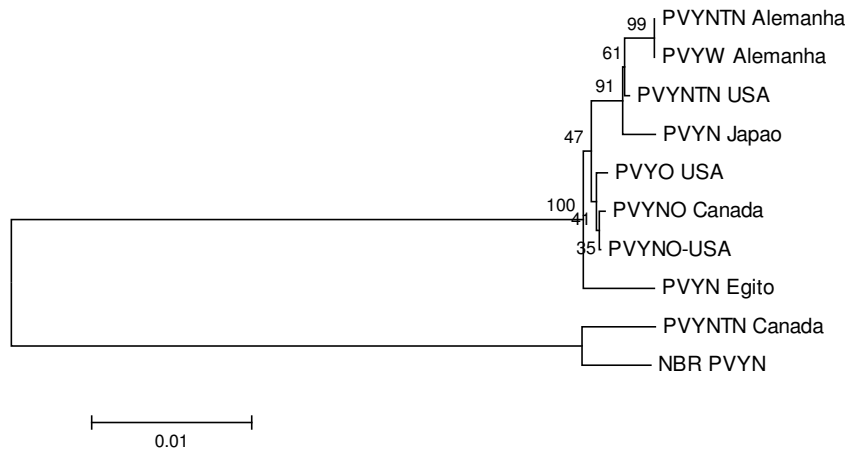 PVYNTN Alemanha
99
PVYW Alemanha
61
PVYNTN USA
91
PVYN Japao
47
PVYO USA
100
PVYNO Canada
41
PVYNO-USA
35
PVYN Egito
PVYNTN Canada
NBR PVYN
0.01